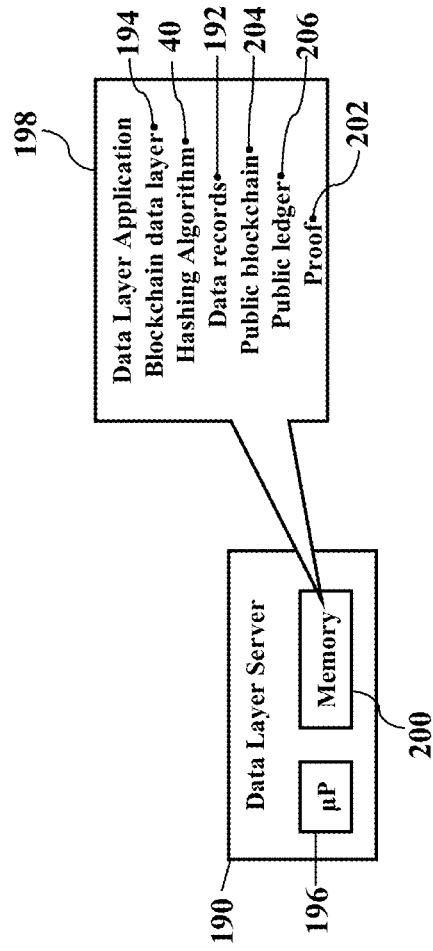 198
Data Layer Application
Blockchain data layer 194
Hashing Algorithm 40
Data records 192
Public blockchain 204
Public ledger 206
Proof 202
190
Data Layer Server
µP
Memory
196
200